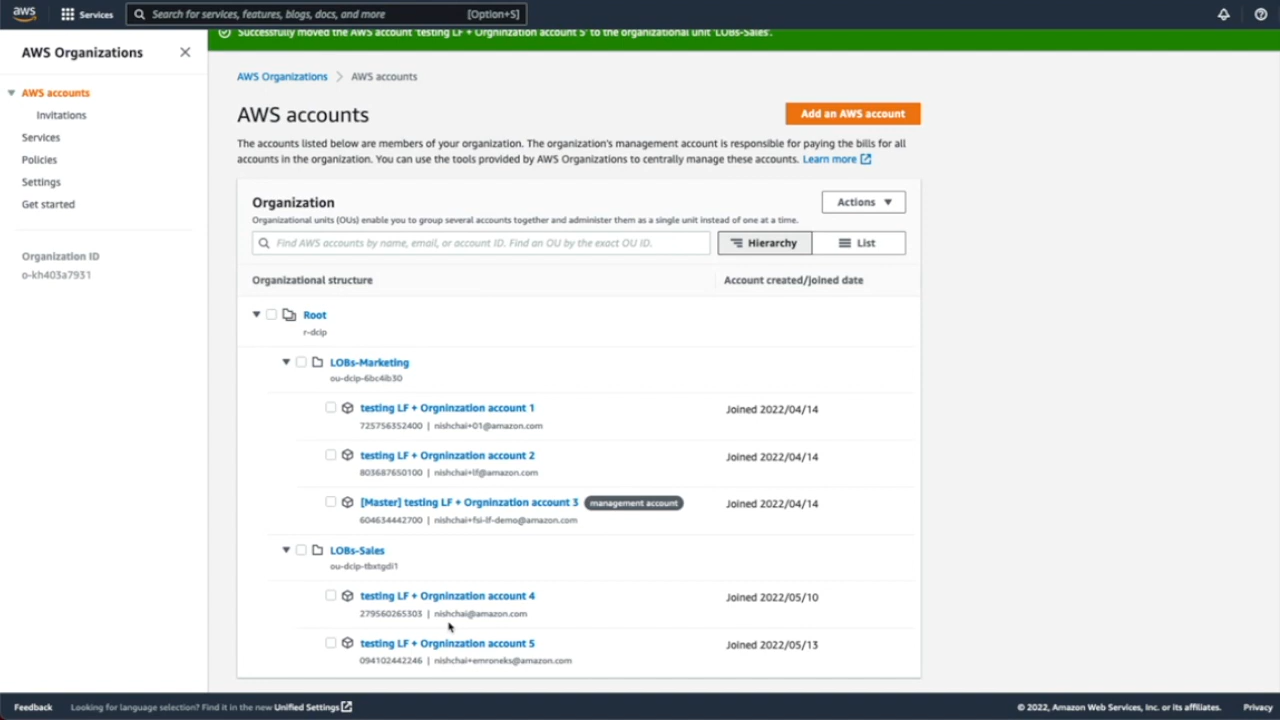 aws
Services
Search for services, features, blogs, docs, and more
[Option+S]
AWS Organizations
AWS accounts
Invitations
Services
Policies
Settings
Get started
Organization ID
o-kh403a7931
Successfully moved the AWS account 'testing LF + Orgninzation account 5' to the organizational unit 'LOBs-Sales'.
AWS Organizations > AWS accounts
AWS accounts
Add an AWS account
The accounts listed below are members of your organization. The organization's management account is responsible for paying the bills for all
accounts in the organization. You can use the tools provided by AWS Organizations to centrally manage these accounts. Learn more
Organization
Actions
Organizational units (OUs) enable you to group several accounts together and administer them as a single unit instead of one at a time.
Find AWS accounts by name, email, or account ID. Find an OU by the exact OU ID.
Hierarchy
List
Organizational structure
Account created/joined date
Root
r-dcip
LOBs-Marketing
ou-dcip-6bc4ib30
testing LF + Orgninzation account 1
Joined 2022/04/14
725756352400 | nishchai+01@amazon.com
testing LF + Orgninzation account 2
Joined 2022/04/14
803687650100 | nishchai+lf@amazon.com
[Master] testing LF + Orgninzation account 3 management account
Joined 2022/04/14
604634442700 | nishchai+fsi-lf-demo@amazon.com
LOBs-Sales
ou-dcip-tbxtgdi1
testing LF + Orgninzation account 4
Joined 2022/05/10
279560265303 | nishchai@amazon.com
testing LF + Orgninzation account 5
Joined 2022/05/13
094102442246 | nishchai+emroneks@amazon.com
Feedback
Looking for language selection? Find it in the new Unified Settings
© 2022, Amazon Web Services, Inc. or its affiliates.
Privacy